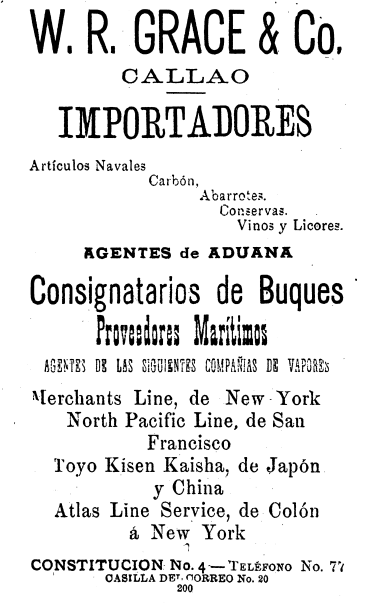 W. R. GRACE & Co.
CALLAO
IMPORTADORES
Artículos Navales
Carbón,
Abarrotes.
Conservas.
Vinos y Licores.
AGENTES de ADUANA
Consignatarios de Buques
Proveedores Marítimos
AGENTES DE LAS SIGUIENTES COMPAÑIAS DE VAPORES
Merchants Line, de New York
North Pacific Line, de San
Francisco
Toyo Kisen Kaisha, de Japón
y China
Atlas Line Service, de Colón
á New York
CONSTITUCION No. 4 — TELÉFONO No. 77
CASILLA DEL CORREO No. 20
200